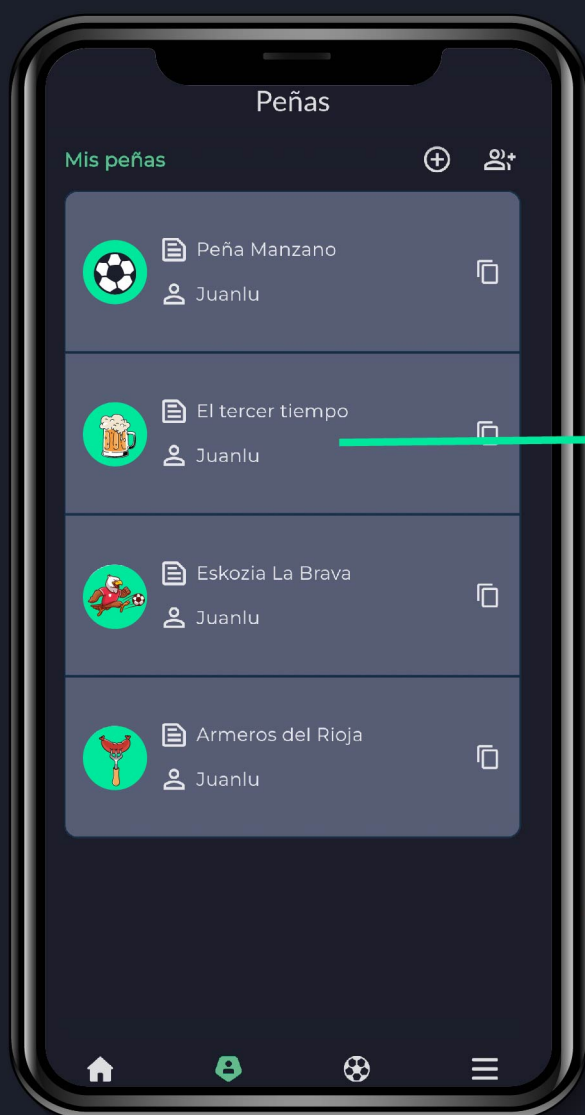 Peñas
Mis peñas
Peña Manzano
Juanlu
El tercer tiempo
Juanlu
Eskozia La Brava
Juanlu
Armeros del Rioja
Juanlu